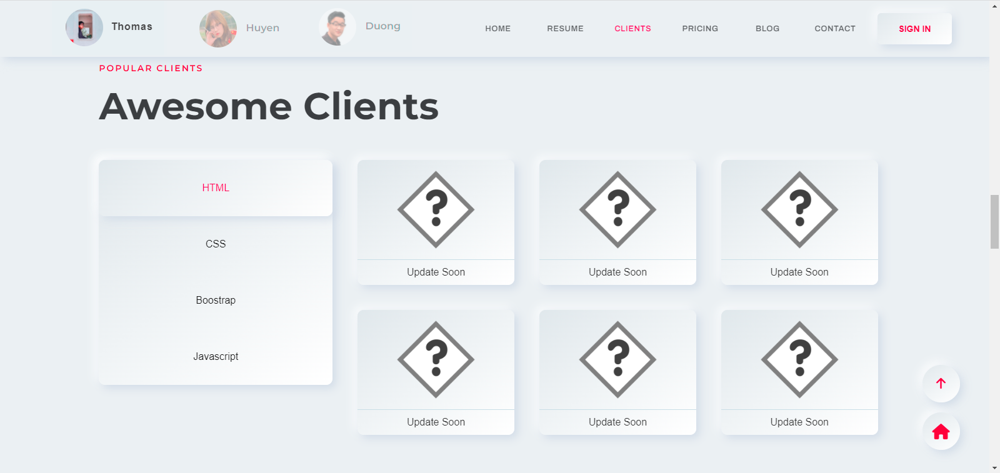 Thomas
Huyen
Duong
HOME
RESUME
CLIENTS
PRICING
BLOG
CONTACT
SIGN IN
POPULAR CLIENTS
Awesome Clients
HTML
CSS
Boostrap
Javascript
?
?
?
Update Soon
Update Soon
Update Soon
?
?
?
Update Soon
Update Soon
Update Soon